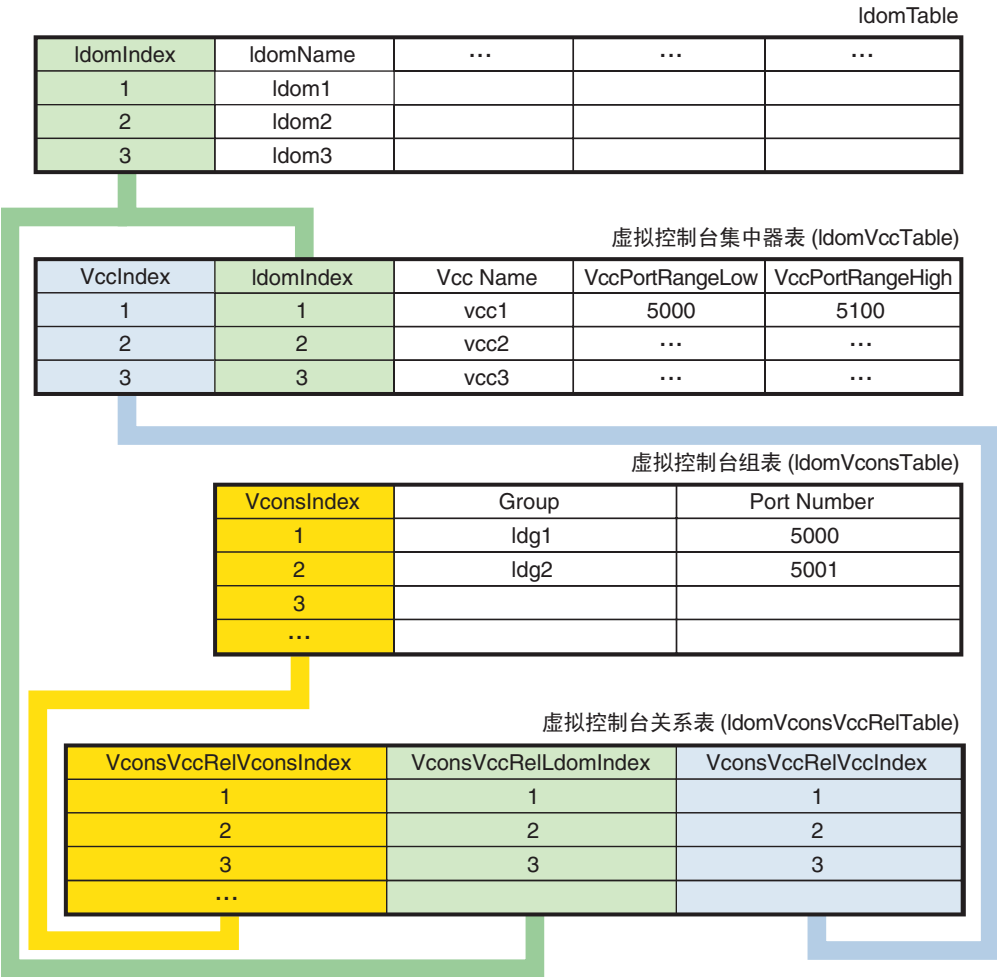 ldomTable
ldomIndex ldomName ... ... ...
1 ldom1
2 ldom2
3 ldom3
虚拟控制台集中器表 (ldomVccTable)
VccIndex ldomIndex Vcc Name VccPortRangeLow VccPortRangeHigh
1 1 vcc1 5000 5100
2 2 vcc2 ... ...
3 3 vcc3 ... ...
虚拟控制台组表 (ldomVconsTable)
VconsIndex Group Port Number
1 ldg1 5000
2 ldg2 5001
3
...
虚拟控制台关系表 (ldomVconsVccRelTable)
VconsVccRelVconsIndex VconsVccRelLdomIndex VconsVccRelVccIndex
1 1 1
2 2 2
3 3 3
...